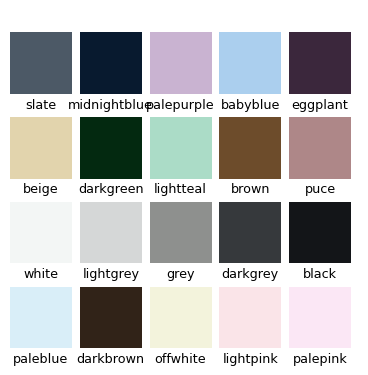 slate midnightblue palepurple babyblue eggplant
beige darkgreen lightteal brown puce
white lightgrey grey darkgrey black
paleblue darkbrown offwhite lightpink palepink